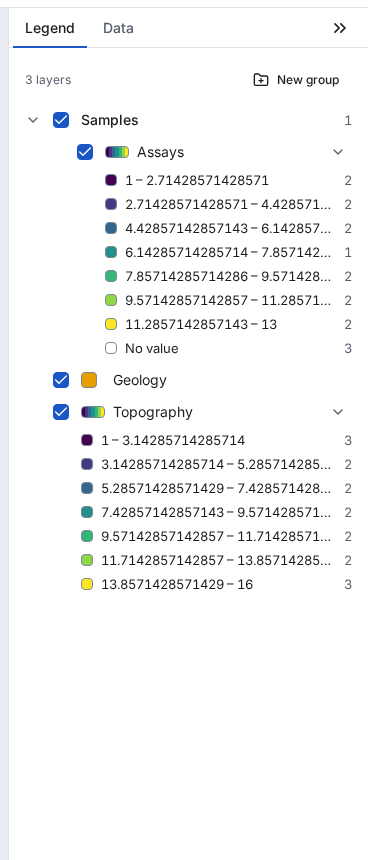 Legend Data
3 layers New group
Samples 1
Assays
1 – 2.71428571428571 2
2.71428571428571 – 4.428571... 2
4.42857142857143 – 6.142857... 2
6.14285714285714 – 7.857142... 1
7.85714285714286 – 9.571428... 2
9.57142857142857 – 11.28571... 2
11.2857142857143 – 13 2
No value 3
Geology
Topography
1 – 3.14285714285714 3
3.14285714285714 – 5.285714285... 2
5.28571428571429 – 7.428571428... 2
7.42857142857143 – 9.571428571... 2
9.57142857142857 – 11.71428571... 2
11.7142857142857 – 13.85714285... 2
13.8571428571429 – 16 3